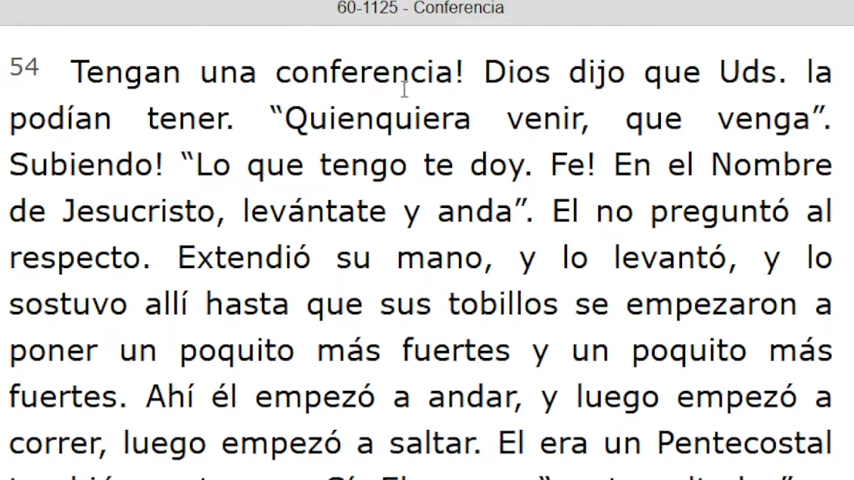 60-1125 - Conferencia
54 Tengan una conferencia! Dios dijo que Uds. la
podían tener. “Quienquiera venir, que venga”.
Subiendo! “Lo que tengo te doy. Fe! En el Nombre
de Jesucristo, levántate y anda”. El no preguntó al
respecto. Extendió su mano, y lo levantó, y lo
sostuvo allí hasta que sus tobillos se empezaron a
poner un poquito más fuertes y un poquito más
fuertes. Ahí él empezó a andar, y luego empezó a
correr, luego empezó a saltar. El era un Pentecostal